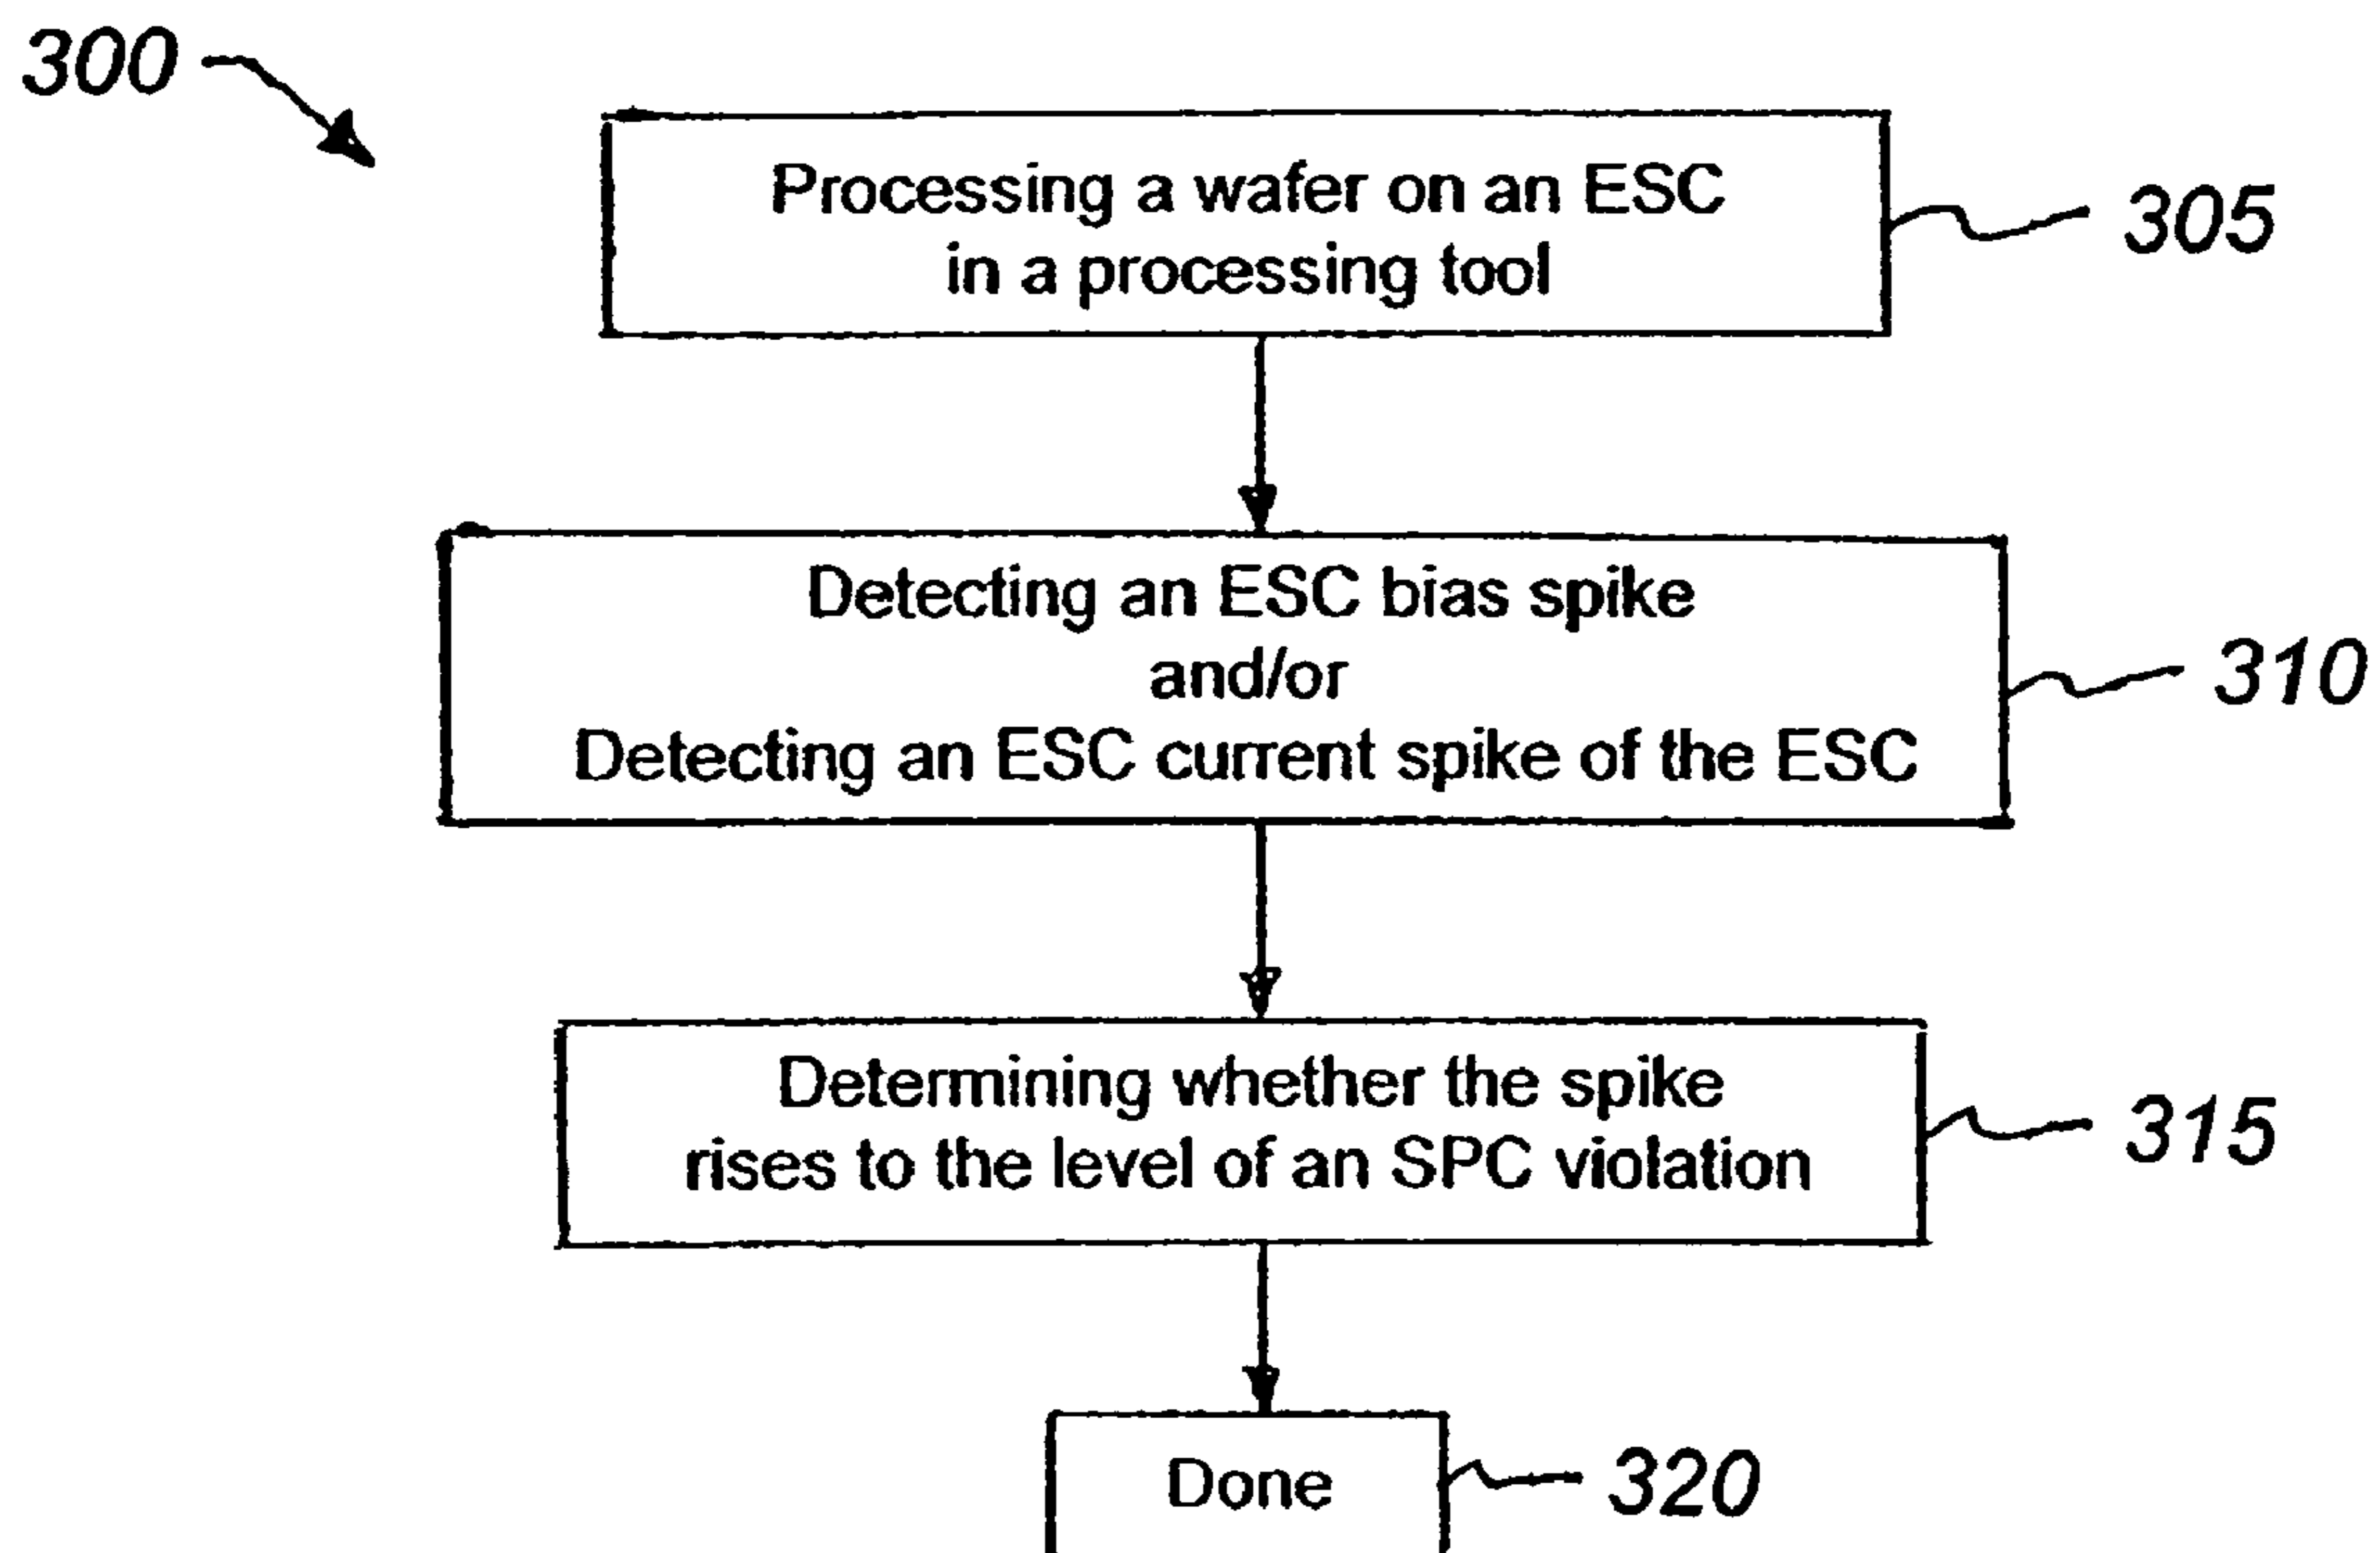 300
Processing a wafer on an ESC
in a processing tool
305
Detecting an ESC bias spike
and/or
Detecting an ESC current spike of the ESC
310
Determining whether the spike
rises to the level of an SPC violation
315
Done
320